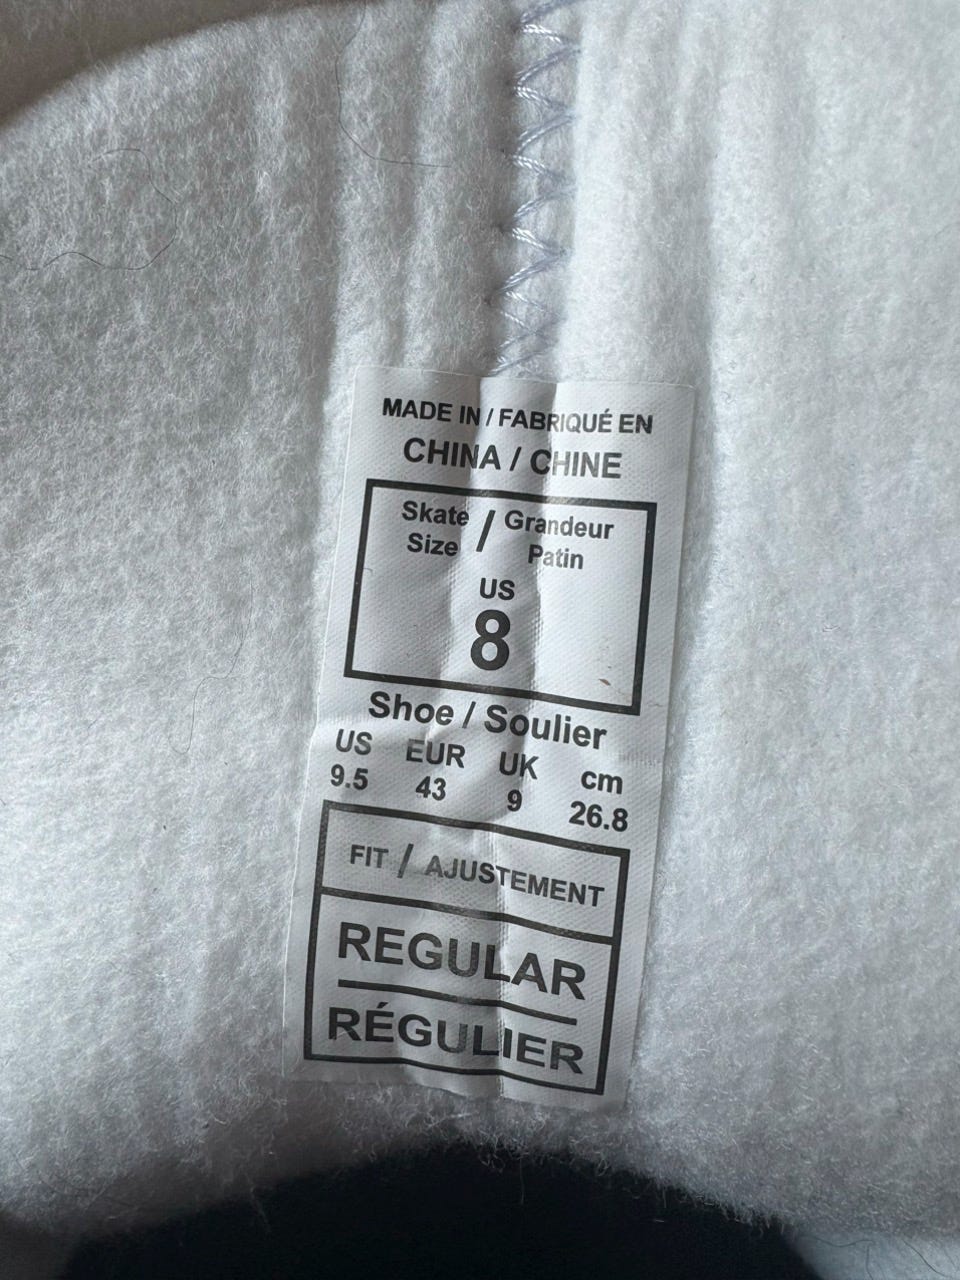 MADE IN / FABRIQUÉ EN
CHINA / CHINE
Skate Size / Grandeur Patin
US
8
Shoe / Soulier
US EUR UK cm
9.5 43 9 26.8
FIT / AJUSTEMENT
REGULAR
RÉGULIER